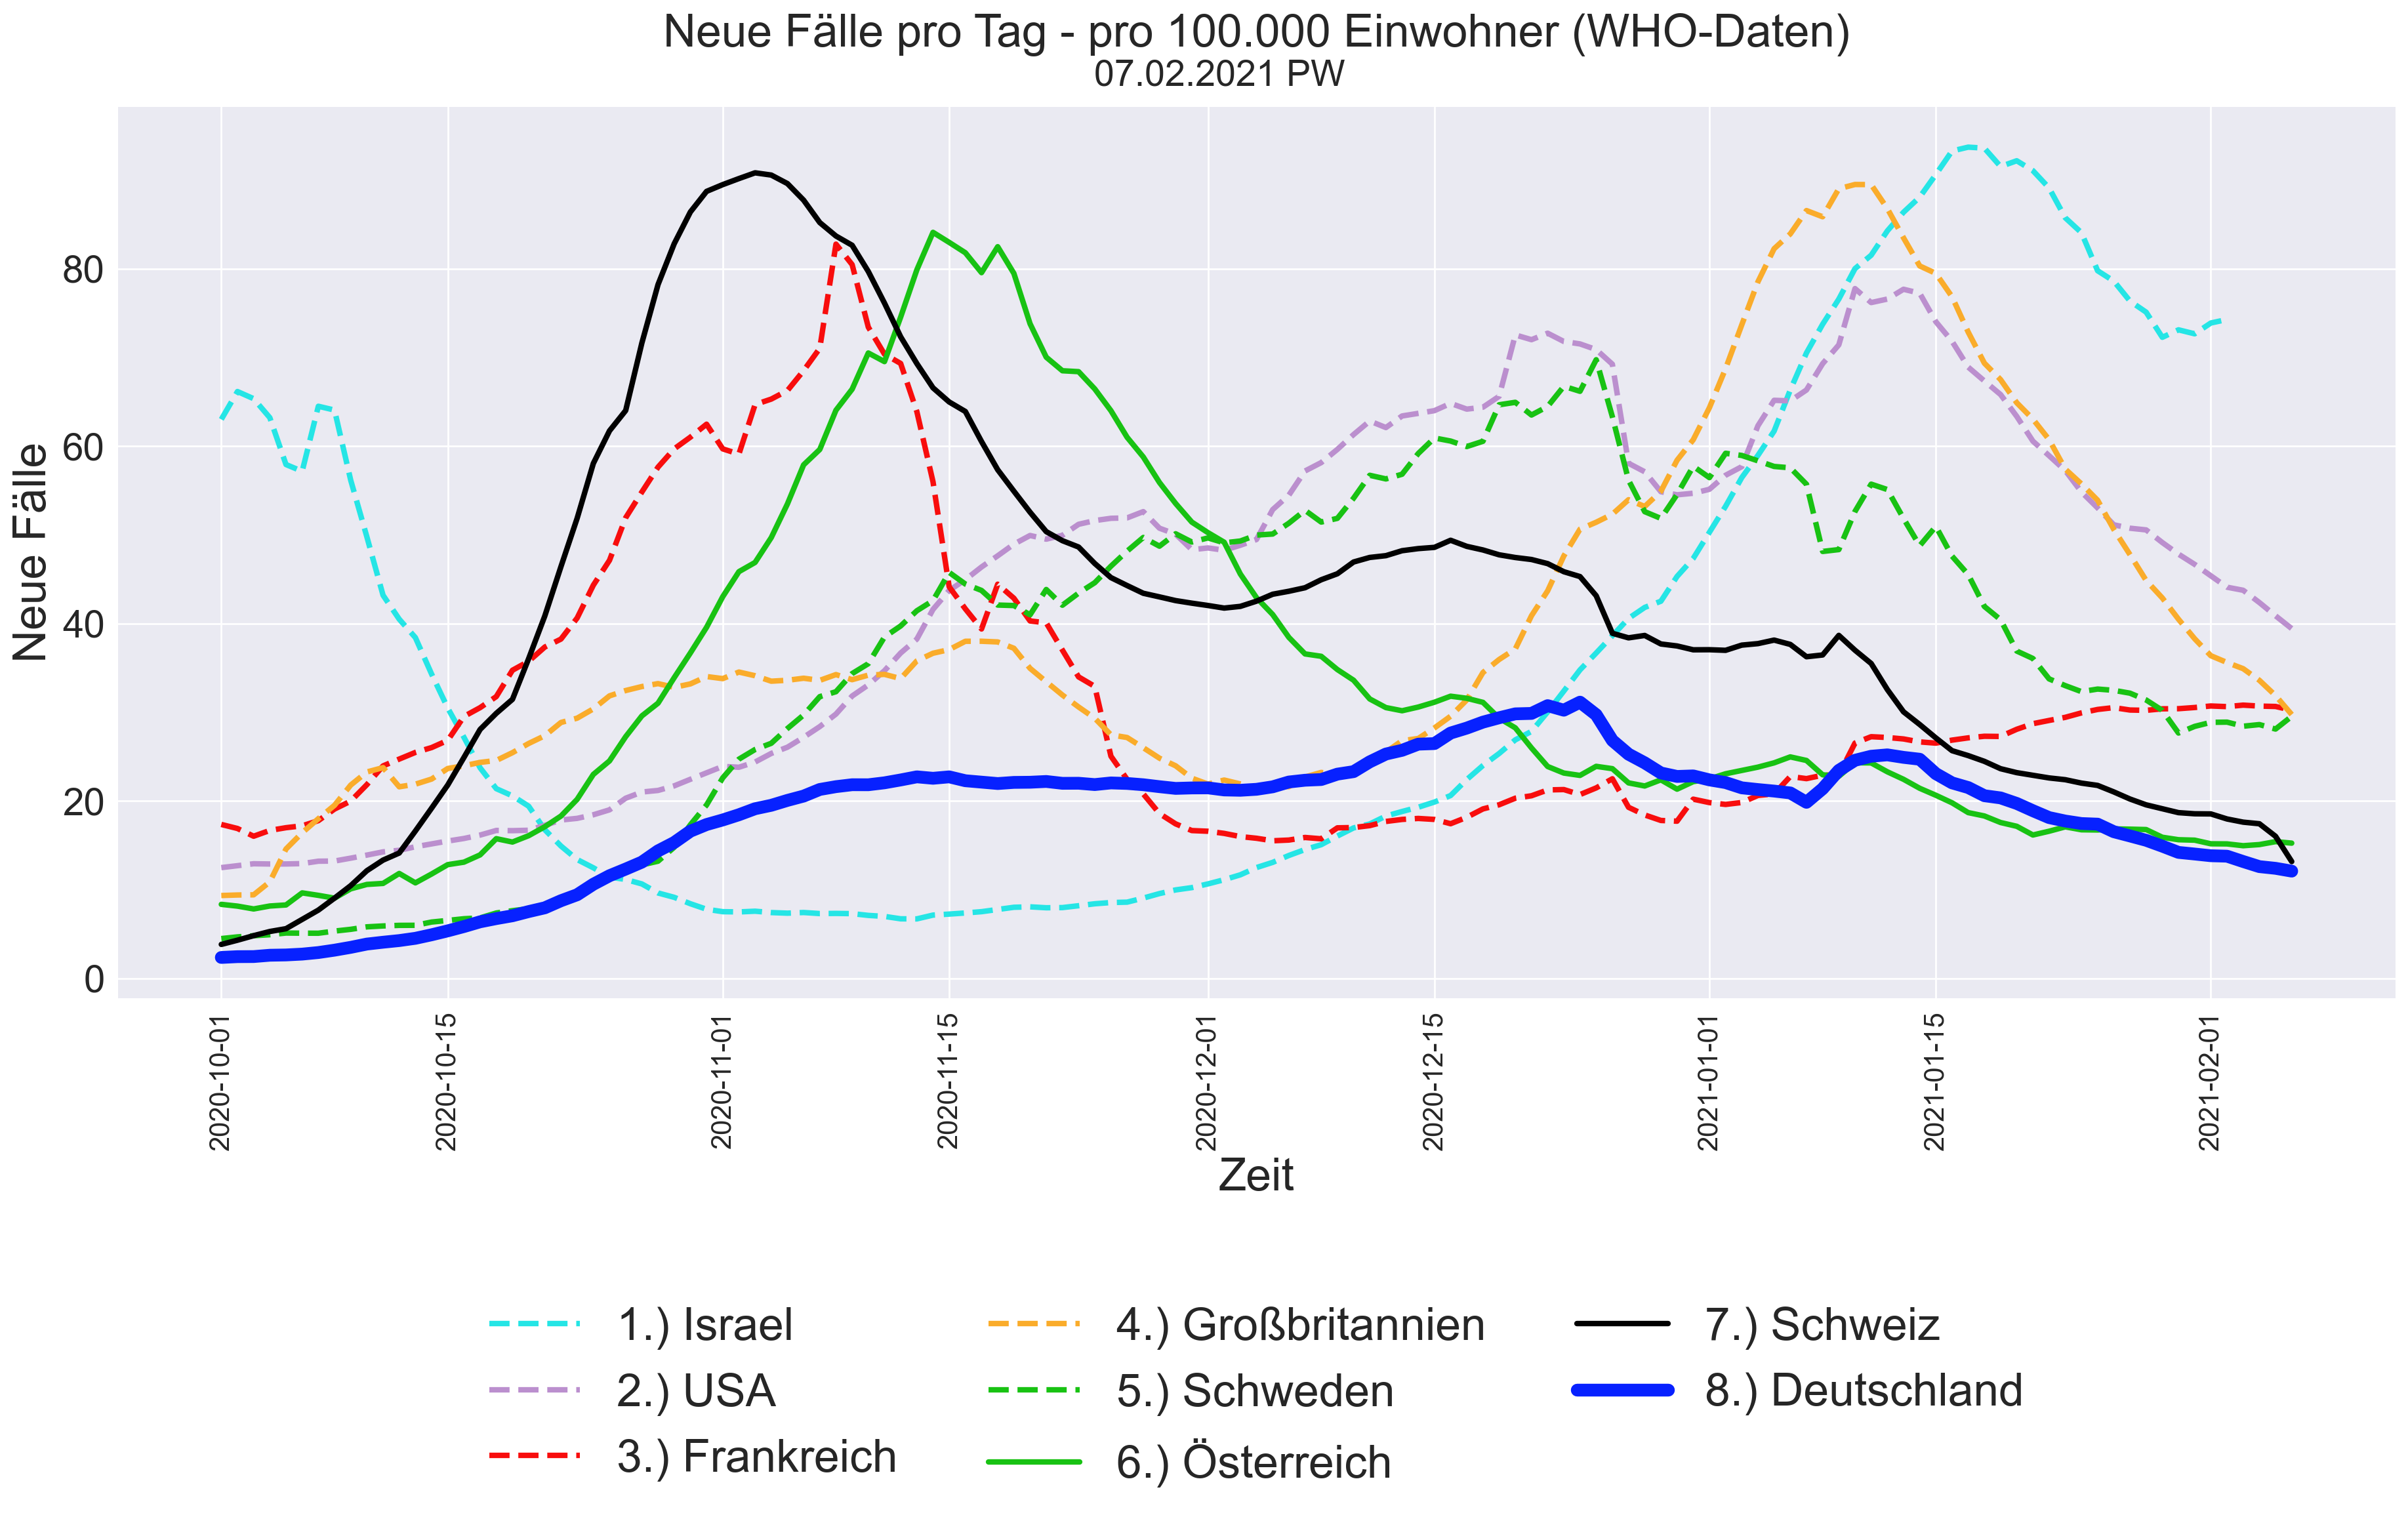 Neue Fälle pro Tag - pro 100.000 Einwohner (WHO-Daten)
07.02.2021 PW
Neue Fälle
80
60
40
20
0
2020-10-01
2020-10-15
2020-11-01
2020-11-15
2020-12-01
2020-12-15
2021-01-01
2021-01-15
2021-02-01
Zeit
1.) Israel
2.) USA
3.) Frankreich
4.) Großbritannien
5.) Schweden
6.) Österreich
7.) Schweiz
8.) Deutschland